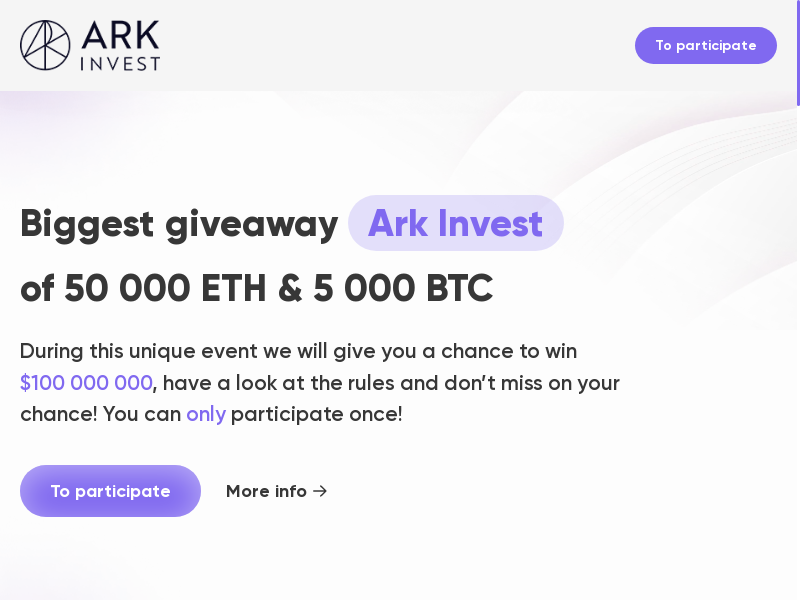 ARK
INVEST
To participate
Biggest giveaway Ark Invest
of 50 000 ETH & 5 000 BTC
During this unique event we will give you a chance to win
$100 000 000, have a look at the rules and don’t miss on your
chance! You can only participate once!
To participate
More info →